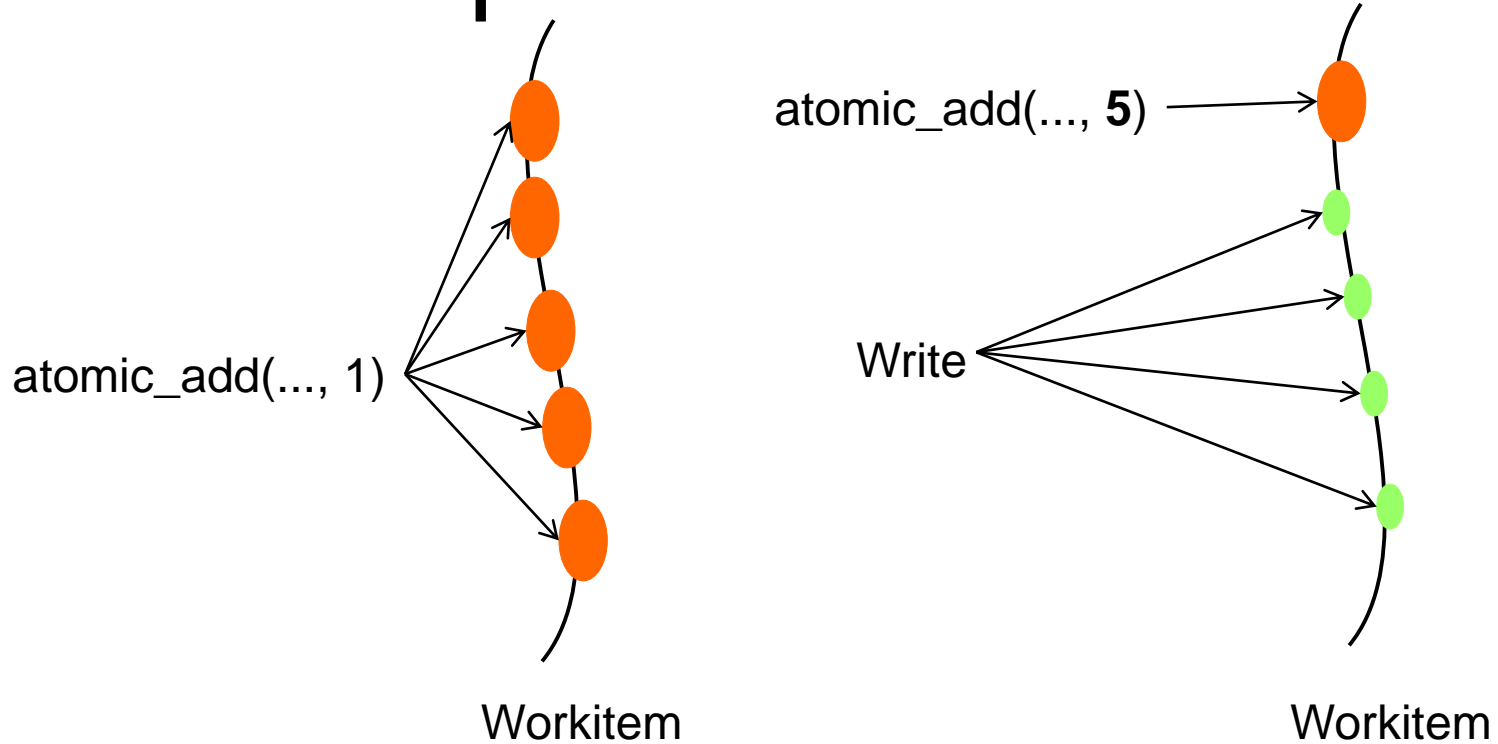 atomic_add(..., 1)
Workitem
atomic_add(..., 5)
Write
Workitem